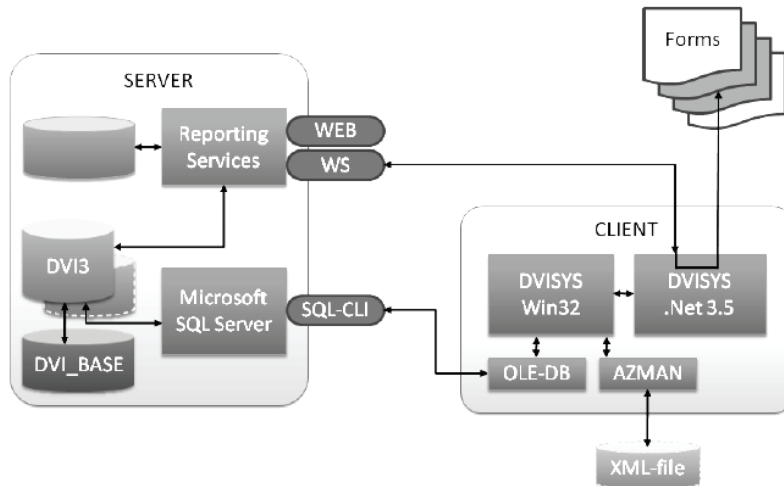 Forms
SERVER
Reporting
Services
WEB
WS
DVI3
Microsoft
SQL Server
SQL-CLI
DVI_BASE
CLIENT
DVISYS
Win32
DVISYS
.Net 3.5
OLE-DB
AZMAN
XML-file